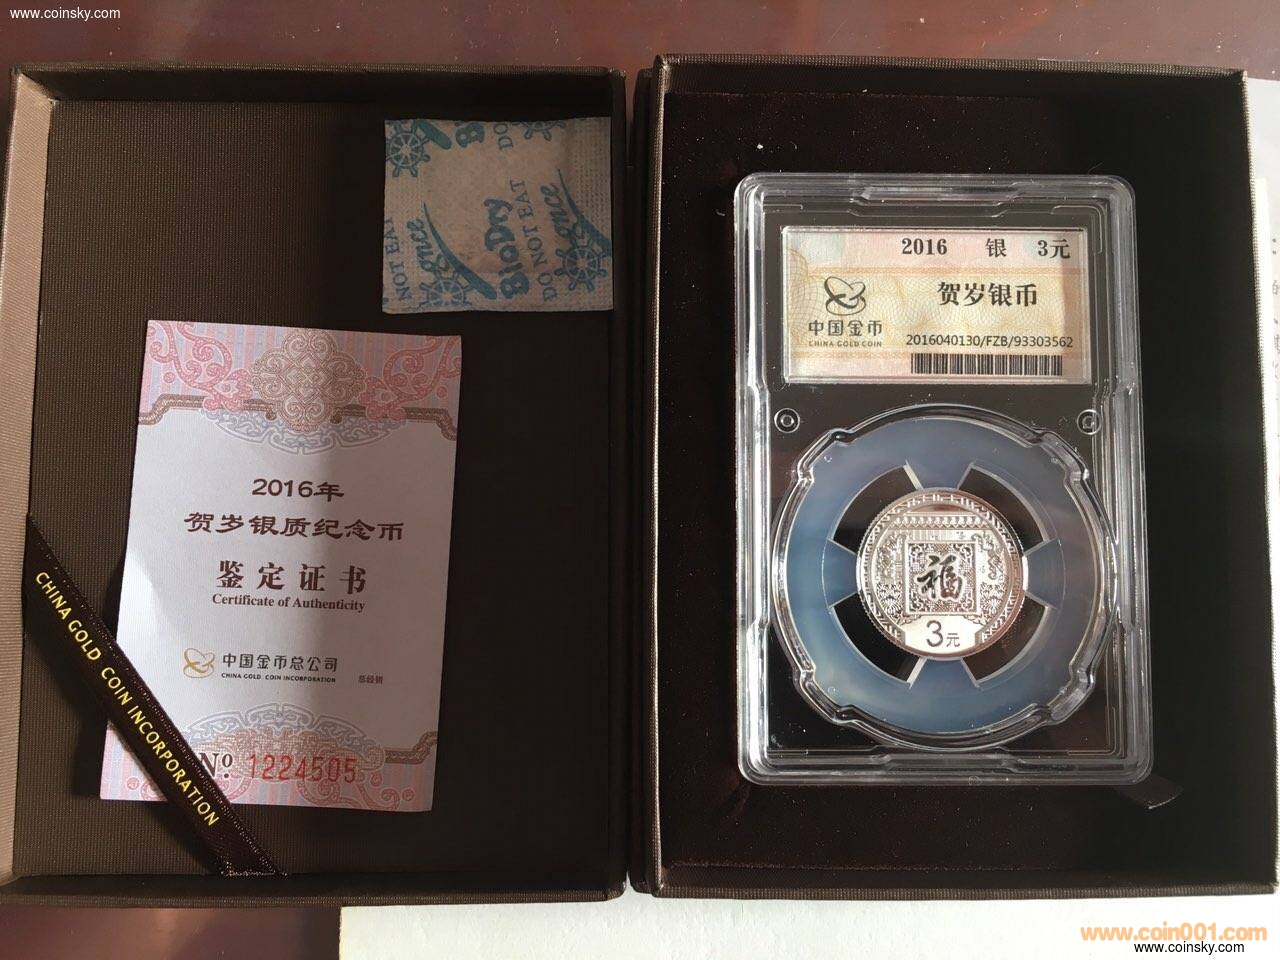 www.coinsky.com
BioDry
DO NOT EAT
NOT EAT
2016年
贺岁银质纪念币
鉴定证书
Certificate of Authenticity
中国金币总公司
CHINA GOLD COIN INCORPORATION
总经销
No. 1224505
CHINA GOLD COIN INCORPORATION
2016 银 3元
贺岁银币
中国金币
CHINA GOLD COIN
2016040130/FZB/93303562
福
3元
www.coin001.com
www.coinsky.com